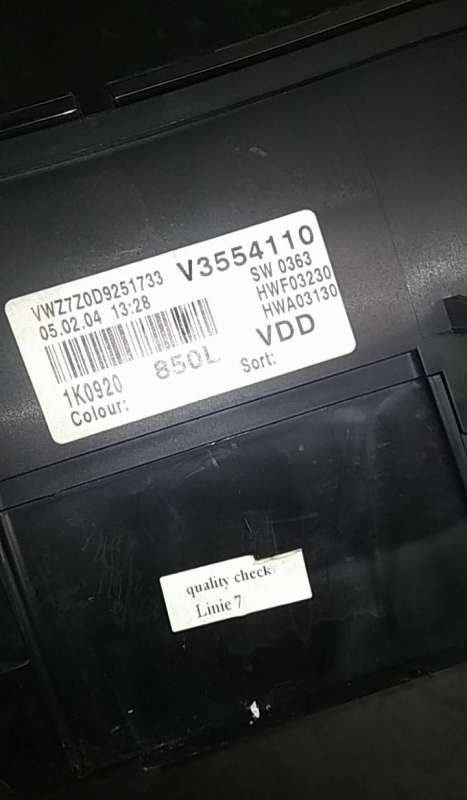 VWZ7Z0D9251733 V3554110
05.02.04 13:28 SW 0363
HWF03230
HWA03130
1K0920 850L VDD
Colour: Sort:
quality check
Linie 7